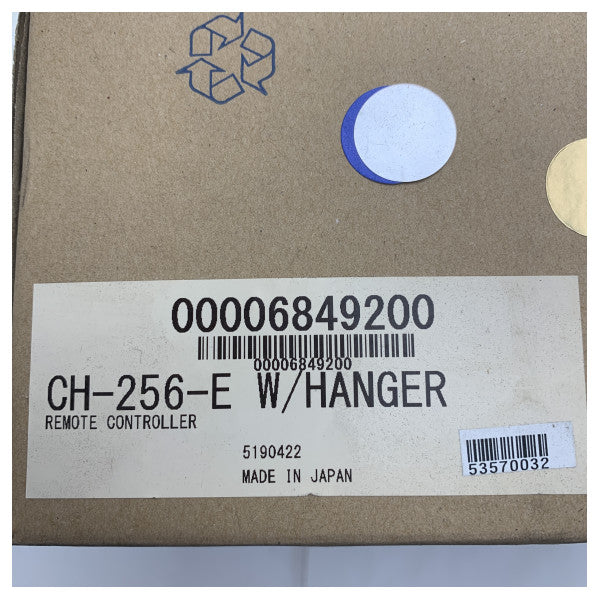 00006849200
00006849200
CH-256-E W/HANGER
REMOTE CONTROLLER
5190422
MADE IN JAPAN
53570032